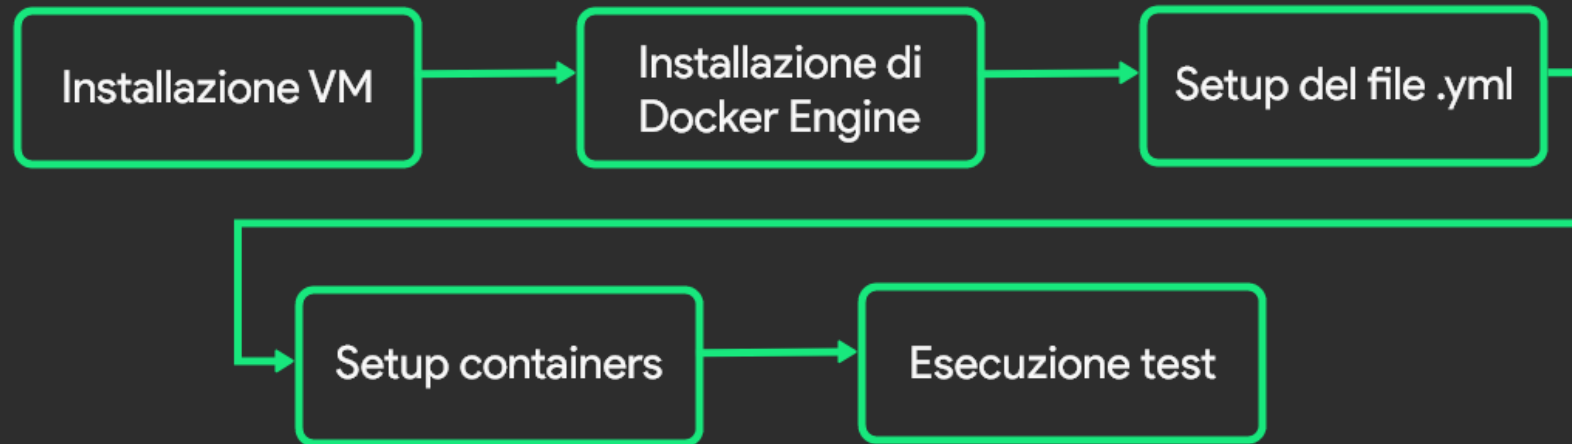 Installazione VM
Installazione di
Docker Engine
Setup del file .yml
Setup containers
Esecuzione test